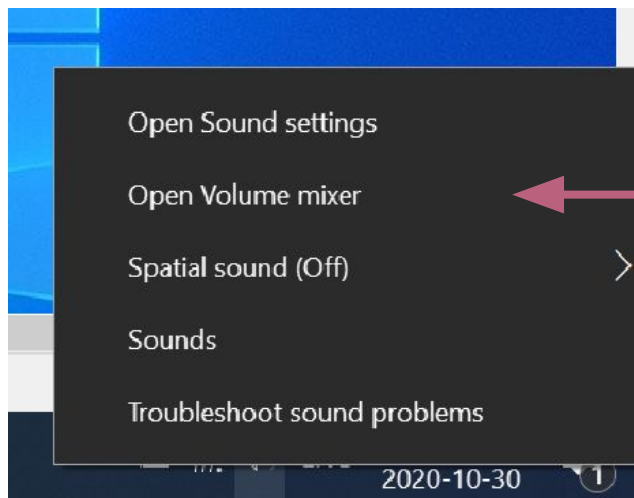 Open Sound settings
Open Volume mixer
Spatial sound (Off)
Sounds
Troubleshoot sound problems
2020-10-30
1